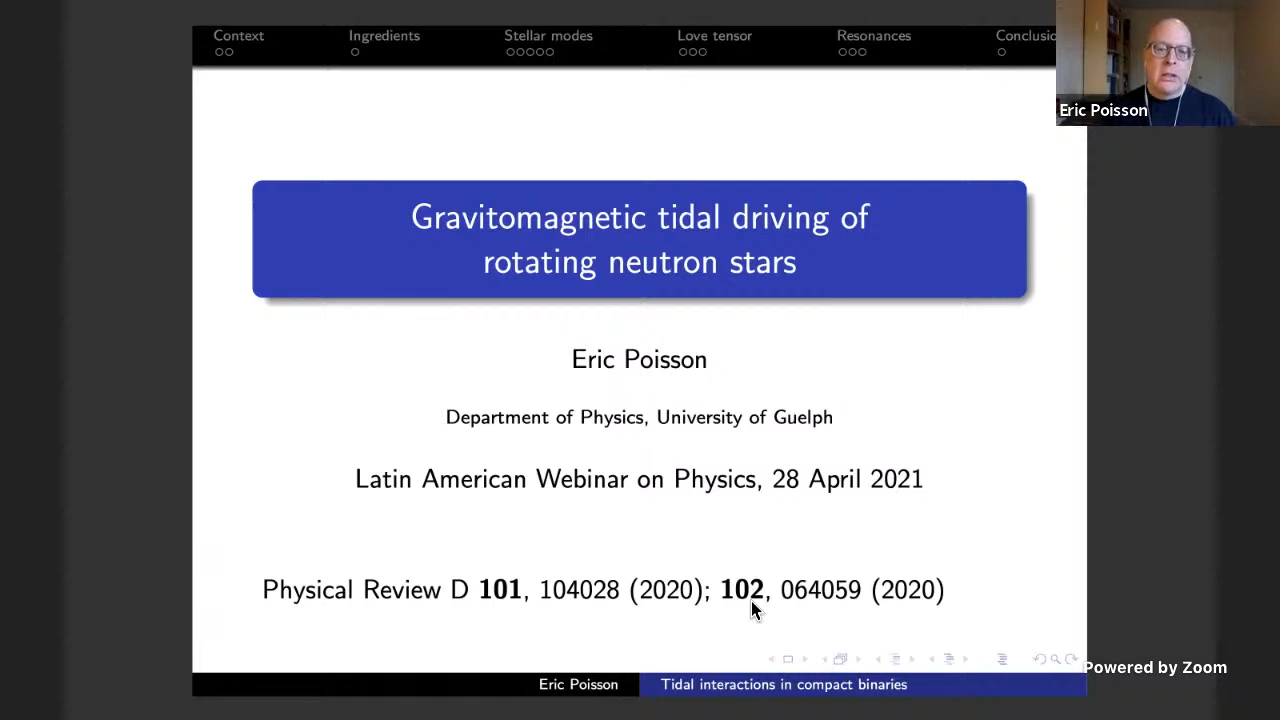 Context Ingredients Stellar modes Love tensor Resonances Conclusio
Eric Poisson
Gravitomagnetic tidal driving of
rotating neutron stars
Eric Poisson
Department of Physics, University of Guelph
Latin American Webinar on Physics, 28 April 2021
Physical Review D 101, 104028 (2020); 102, 064059 (2020)
Powered by Zoom
Eric Poisson Tidal interactions in compact binaries